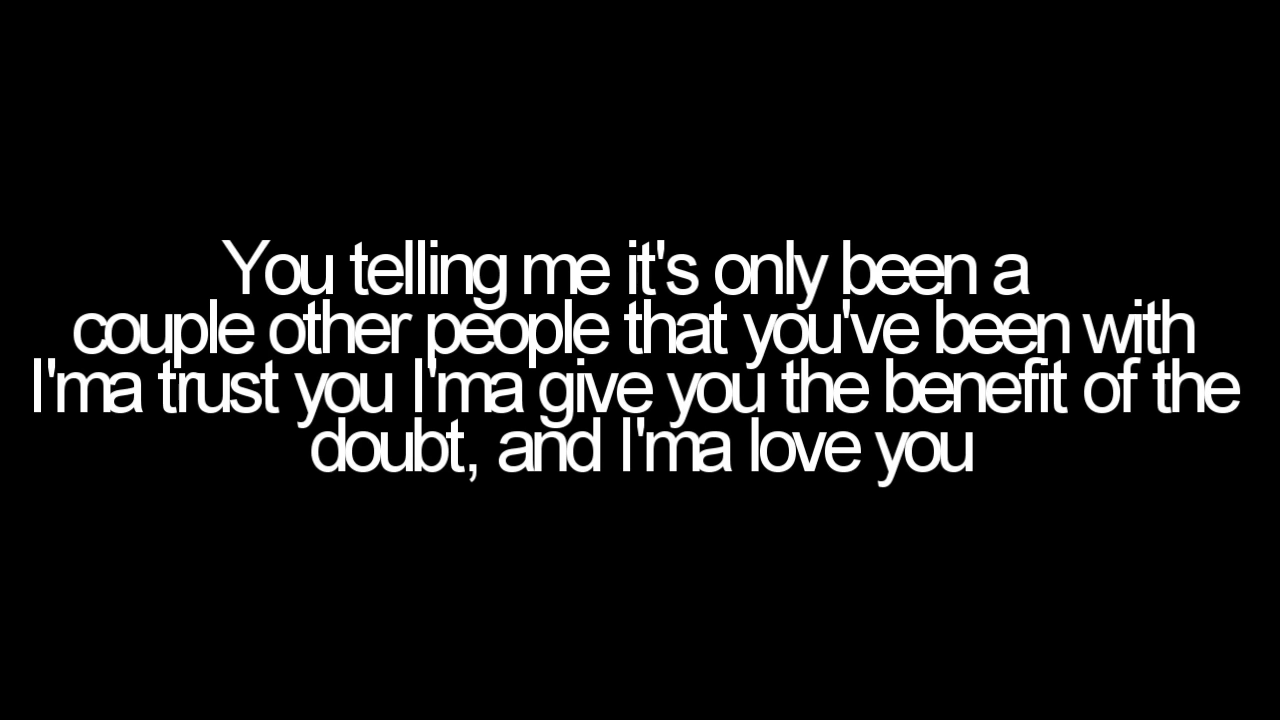 You telling me it's only been a
couple other people that you've been with
I'ma trust you I'ma give you the benefit of the
doubt, and I'ma love you